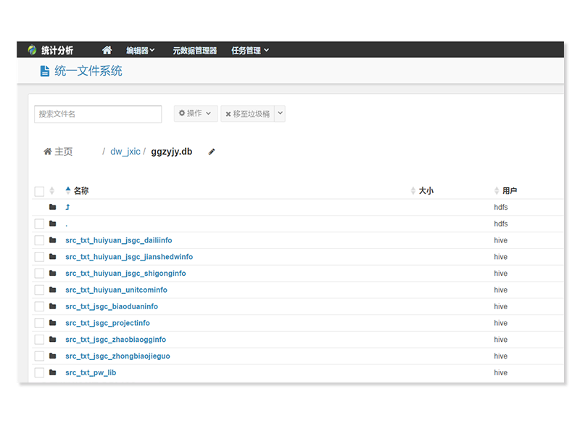 统计分析 编辑器 元数据管理器 任务管理
统一文件系统
搜索文件名 操作 移至垃圾桶
主页 / dw_jxic / ggzyjy.db
名称 大小 用户
hdfs
. hdfs
src_txt_huiyuan_jsgc_dailiinfo hive
src_txt_huiyuan_jsgc_jianshedwinfo hive
src_txt_huiyuan_jsgc_shigonginfo hive
src_txt_huiyuan_unitcominfo hive
src_txt_jsgc_biaoduaninfo hive
src_txt_jsgc_projectinfo hive
src_txt_jsgc_zhaobiaogginfo hive
src_txt_jsgc_zhongbiaojieguo hive
src_txt_pw_lib hive